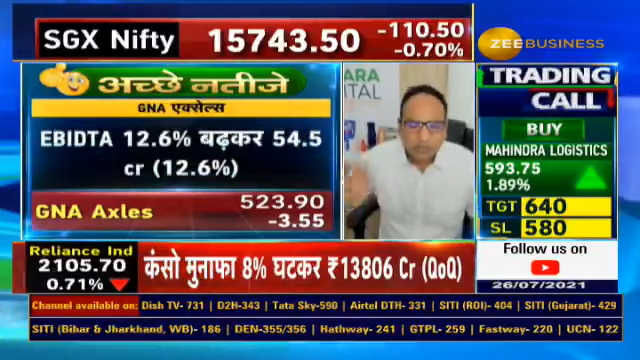 SGX Nifty 15743.50 -110.50
-0.70%
ZEE BUSINESS
अच्छे नतीजे
GNA एक्सेल्स
EBIDTA 12.6% बढ़कर 54.5
cr (12.6%)
GNA Axles 523.90
-3.55
ARA
ITAL
TRADING
CALL
BUY
MAHINDRA LOGISTICS
593.75
1.89%
TGT 640
SL 580
Reliance Ind
2105.70
0.71%
कंसो मुनाफा 8% घटकर ₹13806 Cr (QoQ)
Follow us on
26/07/2021
Channel available on: Dish TV- 731 | D2H-343 | Tata Sky-590 | Airtel DTH- 331 | SITI (ROI)- 404 | SITI (Gujarat)- 429
SITI (Bihar & Jharkhand, WB)- 186 | DEN-355/356 | Hathway- 241 | GTPL- 259 | Fastway- 220 | UCN- 122